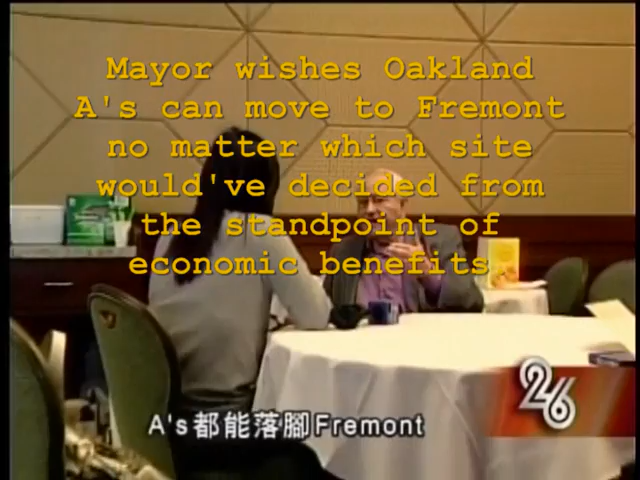 Mayor wishes Oakland
A's can move to Fremont
no matter which site
would've decided from
the standpoint of
economic benefits.
26
A's都能落腳Fremont